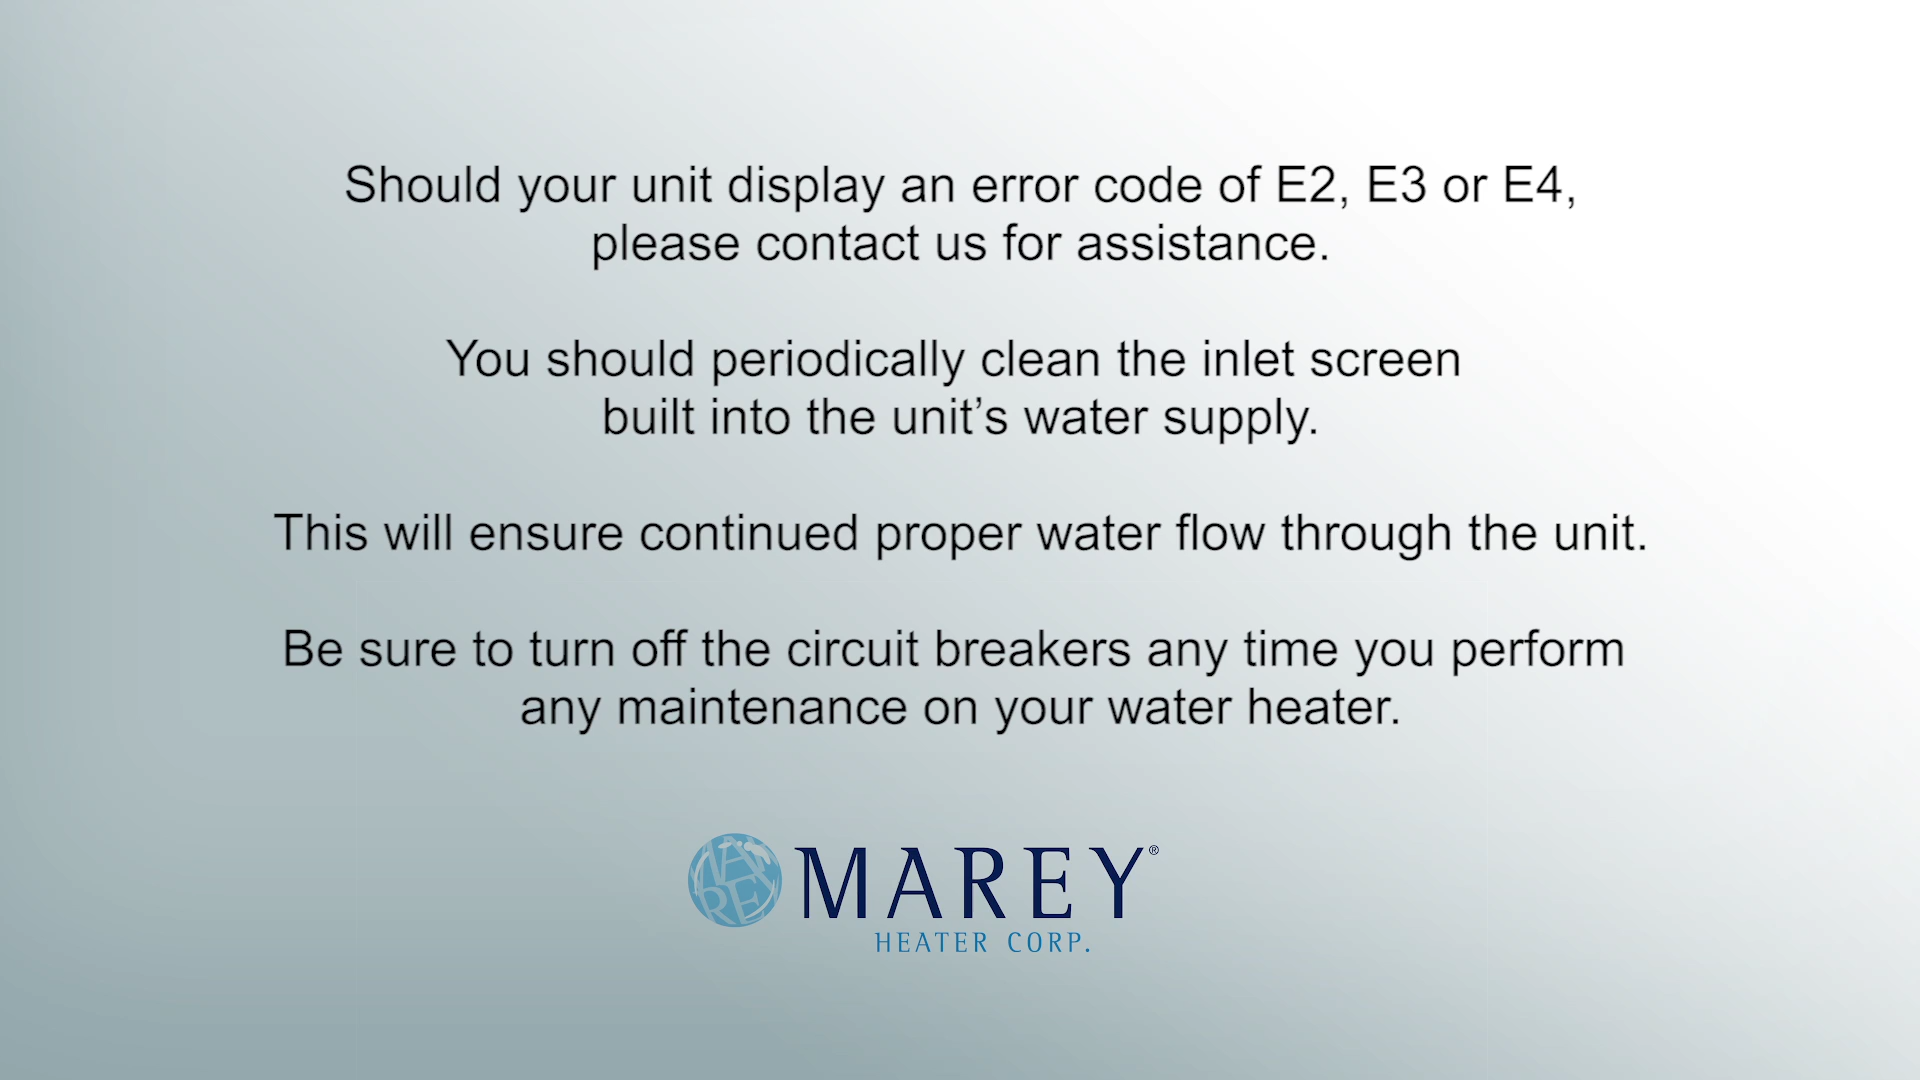 Should your unit display an error code of E2, E3 or E4,
please contact us for assistance.
You should periodically clean the inlet screen
built into the unit’s water supply.
This will ensure continued proper water flow through the unit.
Be sure to turn off the circuit breakers any time you perform
any maintenance on your water heater.
MAREY®
HEATER CORP.